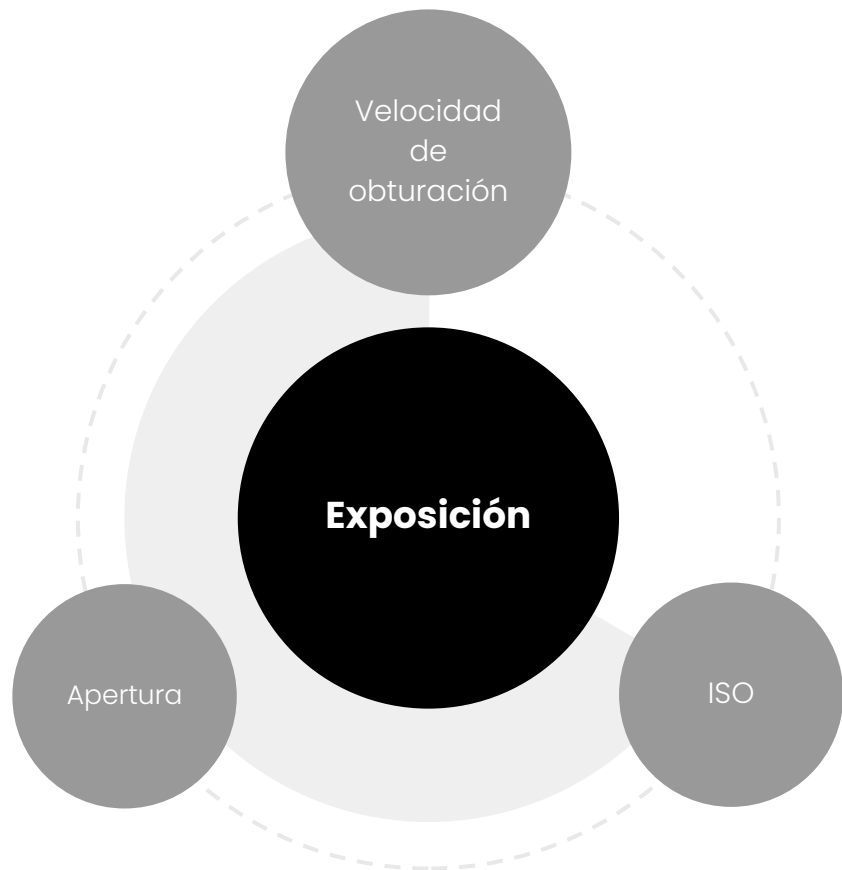 Velocidad
de
obturación
Exposición
Apertura
ISO